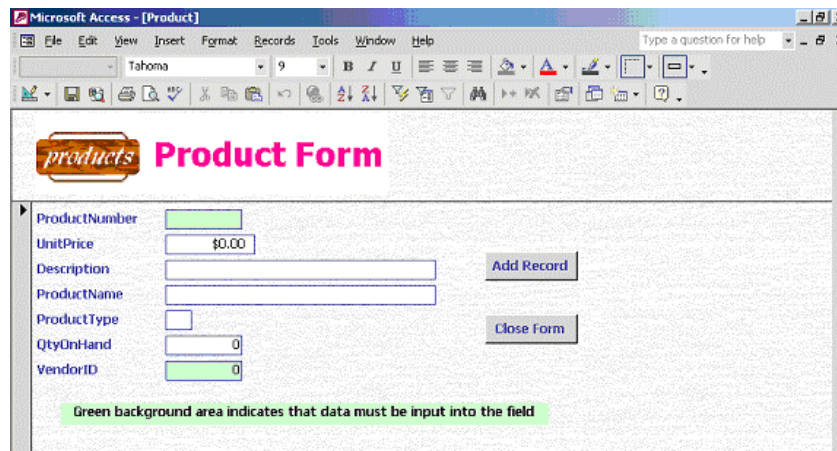 Microsoft Access - [Product]
File Edit View Insert Format Records Tools Window Help Type a question for help
Tahoma 9 B I U
products Product Form
ProductNumber
UnitPrice $0.00
Description Add Record
ProductName
ProductType Close Form
QtyOnHand 0
VendorID 0
Green background area indicates that data must be input into the field